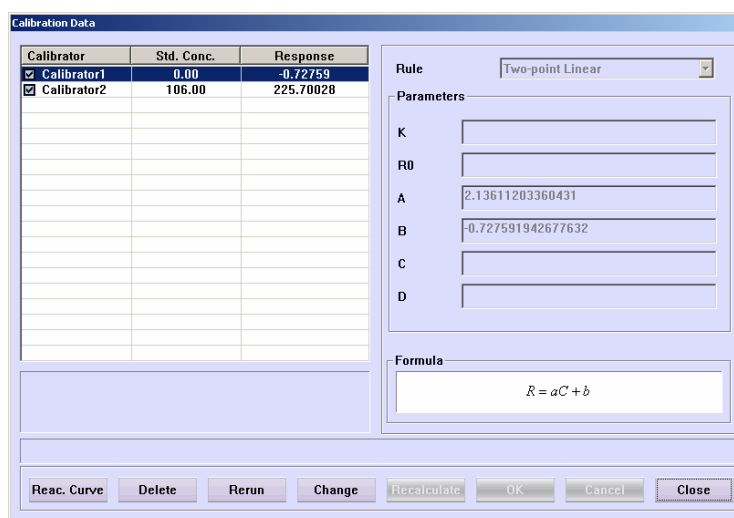 Calibration Data
Calibrator Std. Conc. Response
Calibrator1 0.00 -0.72759
Calibrator2 106.00 225.70028
Rule Two-point Linear
Parameters
K
R0
A 2.13611203360431
B -0.727591942677632
C
D
Formula
R = aC + b
Reac. Curve Delete Rerun Change Recalculate OK Cancel Close